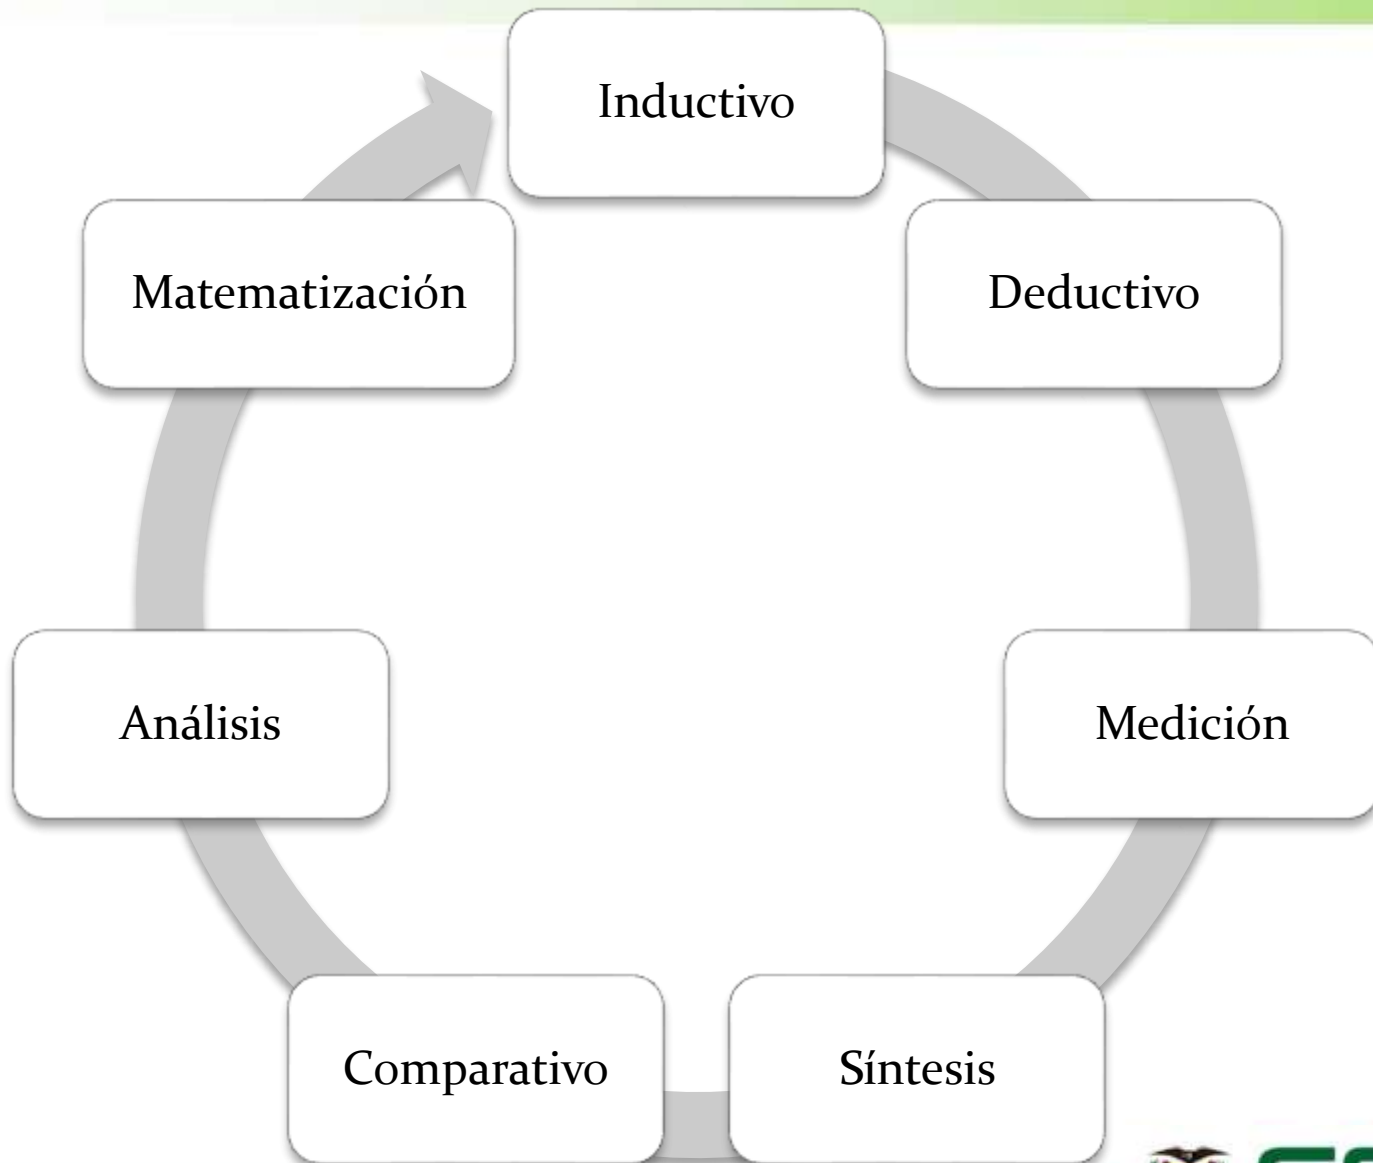 Inductivo
Deductivo
Medición
Síntesis
Comparativo
Análisis
Matematización